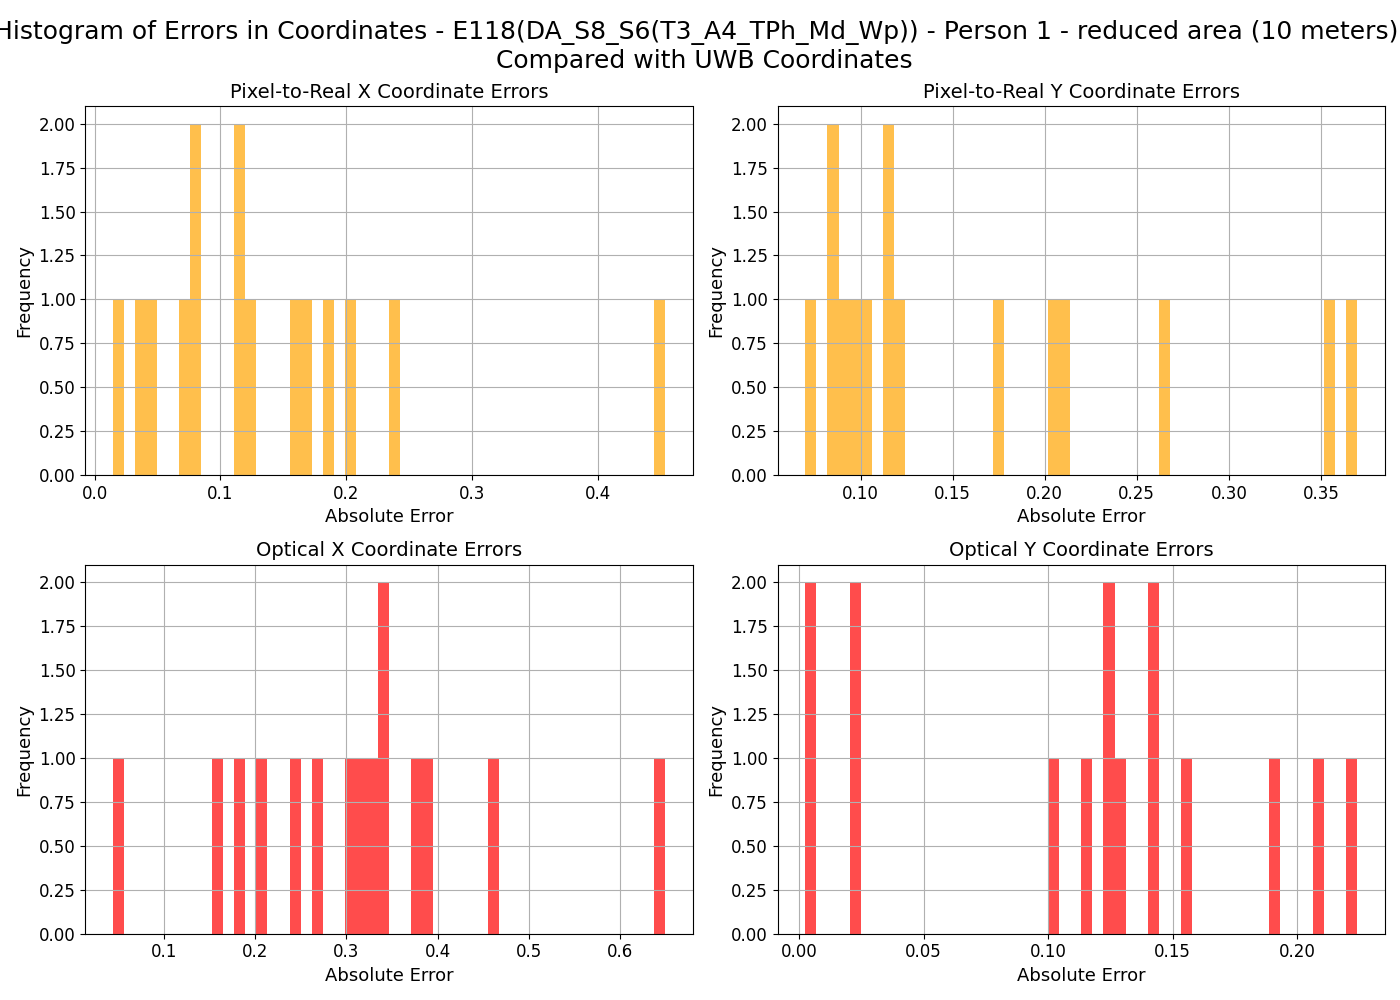 Histogram of Errors in Coordinates - E118(DA_S8_S6(T3_A4_TPh_Md_Wp)) - Person 1 - reduced area (10 meters)
Compared with UWB Coordinates
Pixel-to-Real X Coordinate Errors
Frequency
2.00
1.75
1.50
1.25
1.00
0.75
0.50
0.25
0.00
0.0 0.1 0.2 0.3 0.4
Absolute Error
Pixel-to-Real Y Coordinate Errors
Frequency
2.00
1.75
1.50
1.25
1.00
0.75
0.50
0.25
0.00
0.10 0.15 0.20 0.25 0.30 0.35
Absolute Error
Optical X Coordinate Errors
Frequency
2.00
1.75
1.50
1.25
1.00
0.75
0.50
0.25
0.00
0.1 0.2 0.3 0.4 0.5 0.6
Absolute Error
Optical Y Coordinate Errors
Frequency
2.00
1.75
1.50
1.25
1.00
0.75
0.50
0.25
0.00
0.00 0.05 0.10 0.15 0.20
Absolute Error